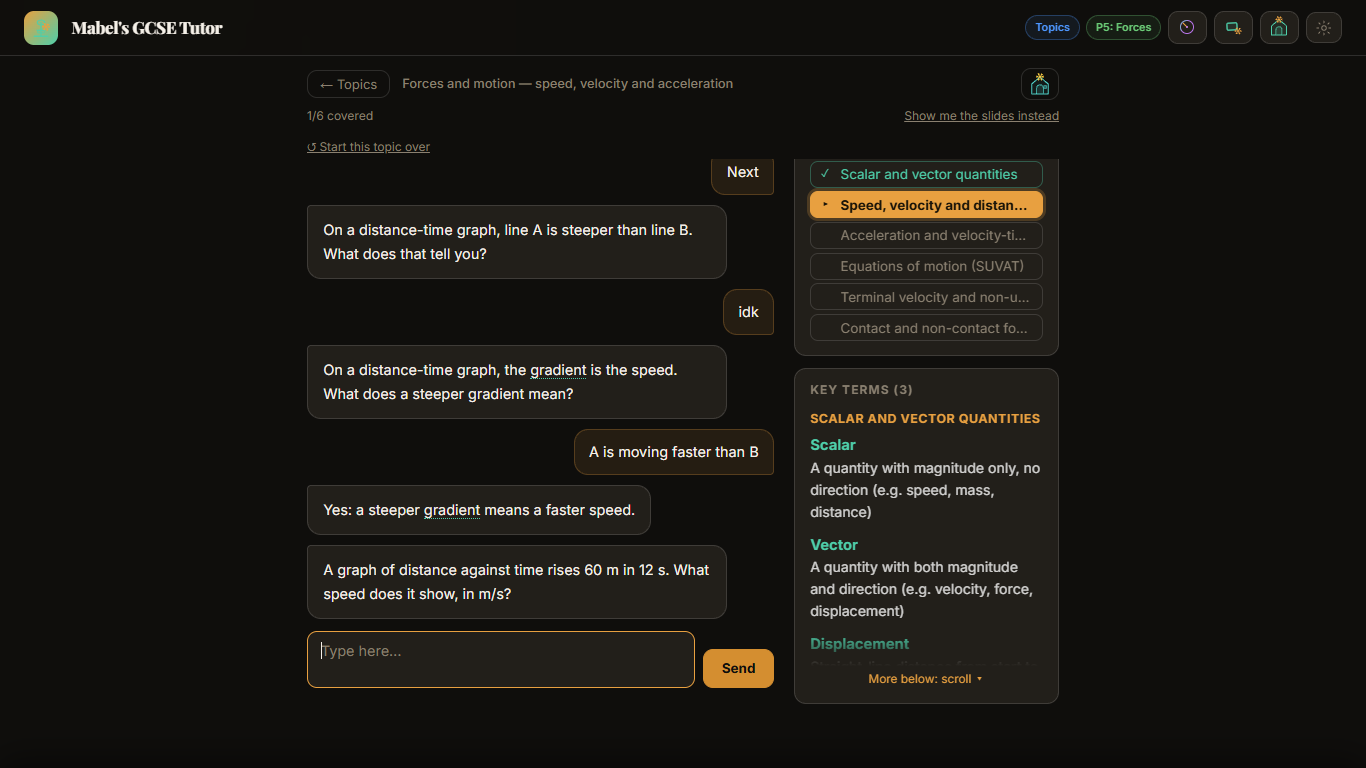 Mabel's GCSE Tutor
Topics
P5: Forces
← Topics
Forces and motion — speed, velocity and acceleration
1/6 covered
Show me the slides instead
↺ Start this topic over
Next
On a distance-time graph, line A is steeper than line B.
What does that tell you?
idk
On a distance-time graph, the gradient is the speed.
What does a steeper gradient mean?
A is moving faster than B
Yes: a steeper gradient means a faster speed.
A graph of distance against time rises 60 m in 12 s. What
speed does it show, in m/s?
Type here...
Send
✓ Scalar and vector quantities
▸ Speed, velocity and distan...
Acceleration and velocity-ti...
Equations of motion (SUVAT)
Terminal velocity and non-u...
Contact and non-contact fo...
KEY TERMS (3)
SCALAR AND VECTOR QUANTITIES
Scalar
A quantity with magnitude only, no
direction (e.g. speed, mass,
distance)
Vector
A quantity with both magnitude
and direction (e.g. velocity, force,
displacement)
Displacement
More below: scroll ▾